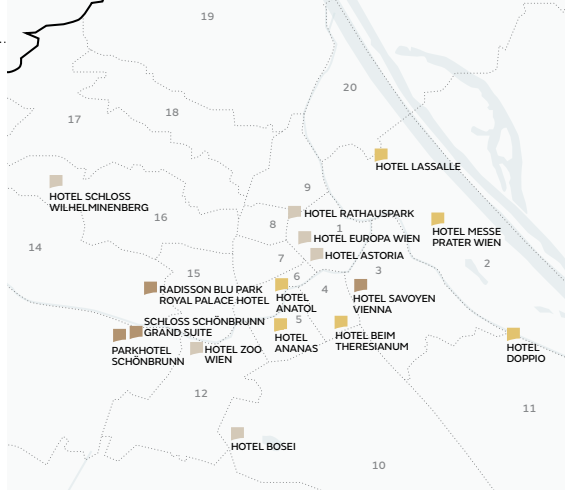 ...
19
20
17
18
HOTEL LASSALLE
HOTEL SCHLOSS
WILHELMINENBERG
9
16
HOTEL RATHAUSPARK
8
1
HOTEL MESSE
PRATER WIEN
HOTEL EUROPA WIEN
14
HOTEL ASTORIA
7
2
15
6
3
RADISSON BLU PARK
ROYAL PALACE HOTEL
4
HOTEL
ANATOL
HOTEL SAVOYEN
VIENNA
SCHLOSS SCHÖNBRUNN
GRAND SUITE
5
PARKHOTEL
SCHÖNBRUNN
HOTEL ZOO
WIEN
HOTEL
ANANAS
HOTEL BEIM
THERESIANUM
HOTEL
DOPPIO
12
11
HOTEL BOSEI
10